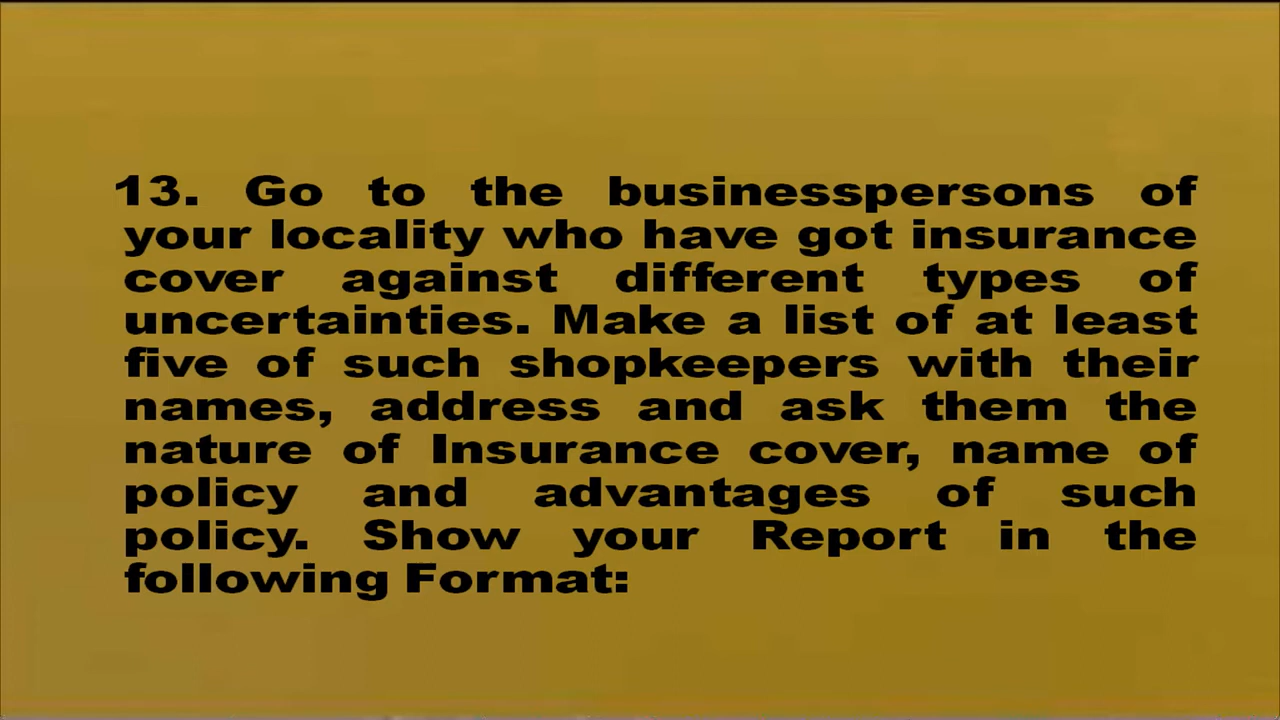 13. Go to the businesspersons of
your locality who have got insurance
cover against different types of
uncertainties. Make a list of at least
five of such shopkeepers with their
names, address and ask them the
nature of Insurance cover, name of
policy and advantages of such
policy. Show your Report in the
following Format: